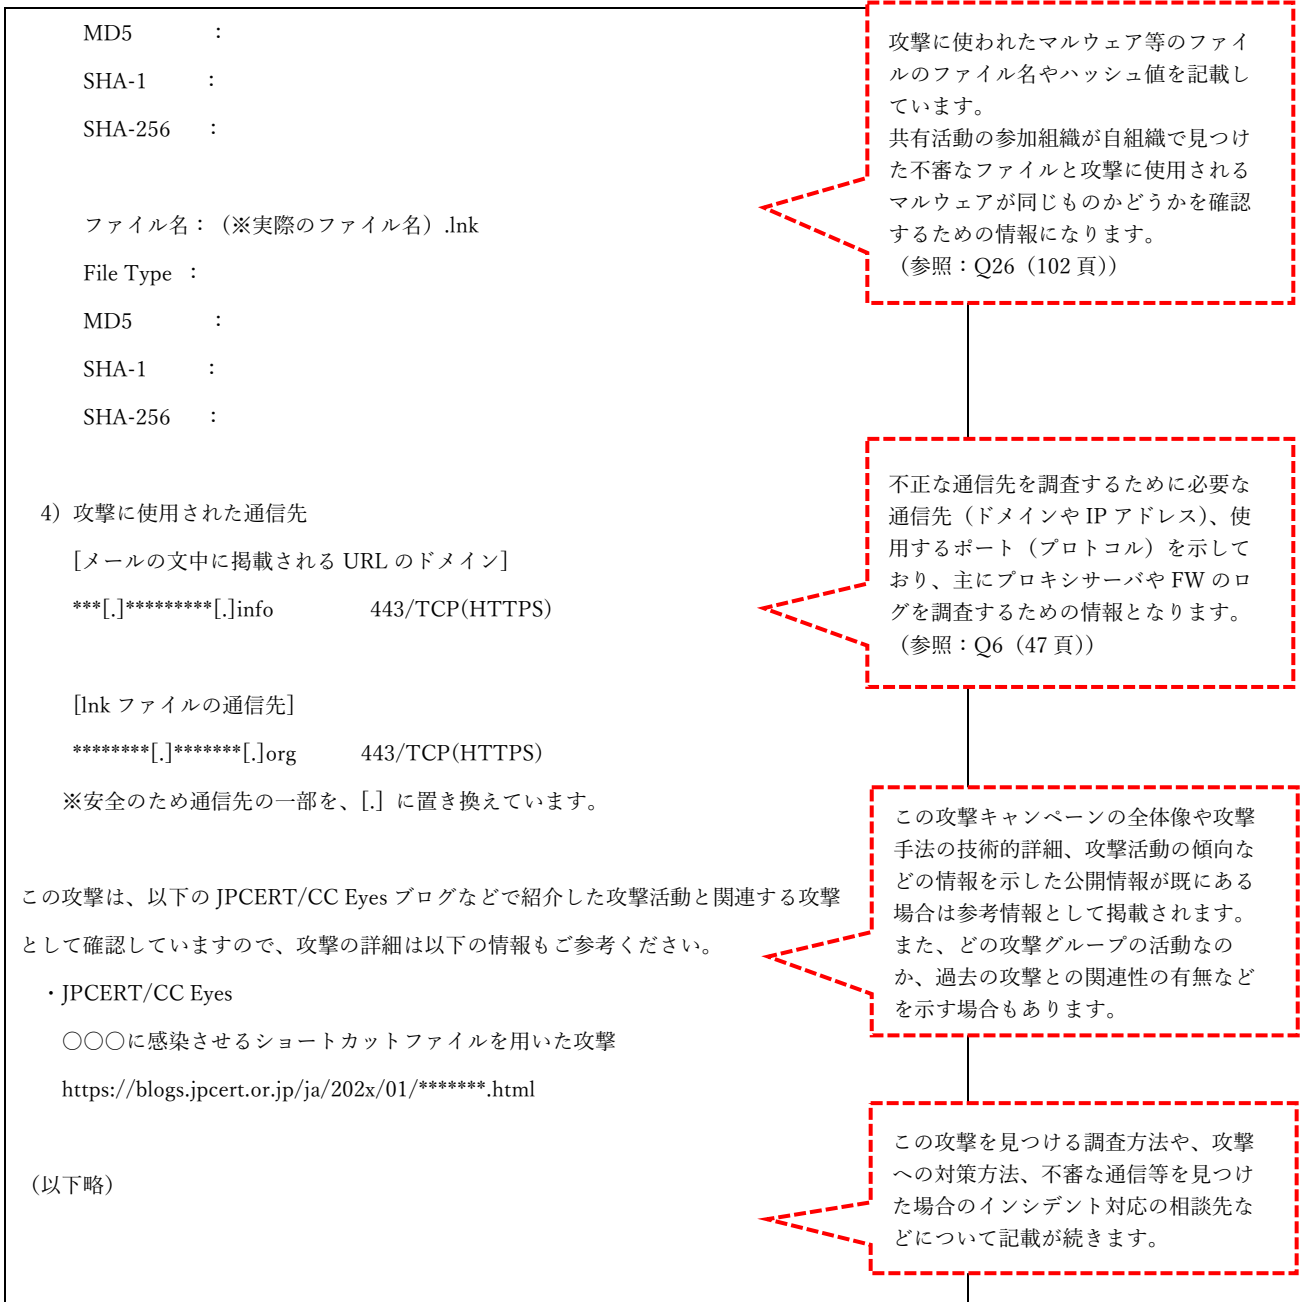 MD5 ：
SHA-1 ：
SHA-256 ：
ファイル名：（※実際のファイル名）.lnk
File Type ：
MD5 ：
SHA-1 ：
SHA-256 ：
4）攻撃に使用された通信先
［メールの文中に掲載される URL のドメイン］
***[.]*********[.]info 443/TCP(HTTPS)
［lnk ファイルの通信先］
********[.]*******[.]org 443/TCP(HTTPS)
※安全のため通信先の一部を、[.] に置き換えています。
この攻撃は、以下の JPCERT/CC Eyes ブログなどで紹介した攻撃活動と関連する攻撃
として確認していますので、攻撃の詳細は以下の情報もご参考ください。
・JPCERT/CC Eyes
○○○に感染させるショートカットファイルを用いた攻撃
https://blogs.jpcert.or.jp/ja/202x/01/*******.html
（以下略）
攻撃に使われたマルウェア等のファイ
ルのファイル名やハッシュ値を記載し
ています。
共有活動の参加組織が自組織で見つけ
た不審なファイルと攻撃に使用される
マルウェアが同じものかどうかを確認
するための情報になります。
（参照：Q26（102 頁））
不正な通信先を調査するために必要な
通信先（ドメインや IP アドレス）、使
用するポート（プロトコル）を示して
おり、主にプロキシサーバや FW のロ
グを調査するための情報となります。
（参照：Q6（47 頁））
この攻撃キャンペーンの全体像や攻撃
手法の技術的詳細、攻撃活動の傾向な
どの情報を示した公開情報が既にある
場合は参考情報として掲載されます。
また、どの攻撃グループの活動なの
か、過去の攻撃との関連性の有無など
を示す場合もあります。
この攻撃を見つける調査方法や、攻撃
への対策方法、不審な通信等を見つけ
た場合のインシデント対応の相談先な
どについて記載が続きます。